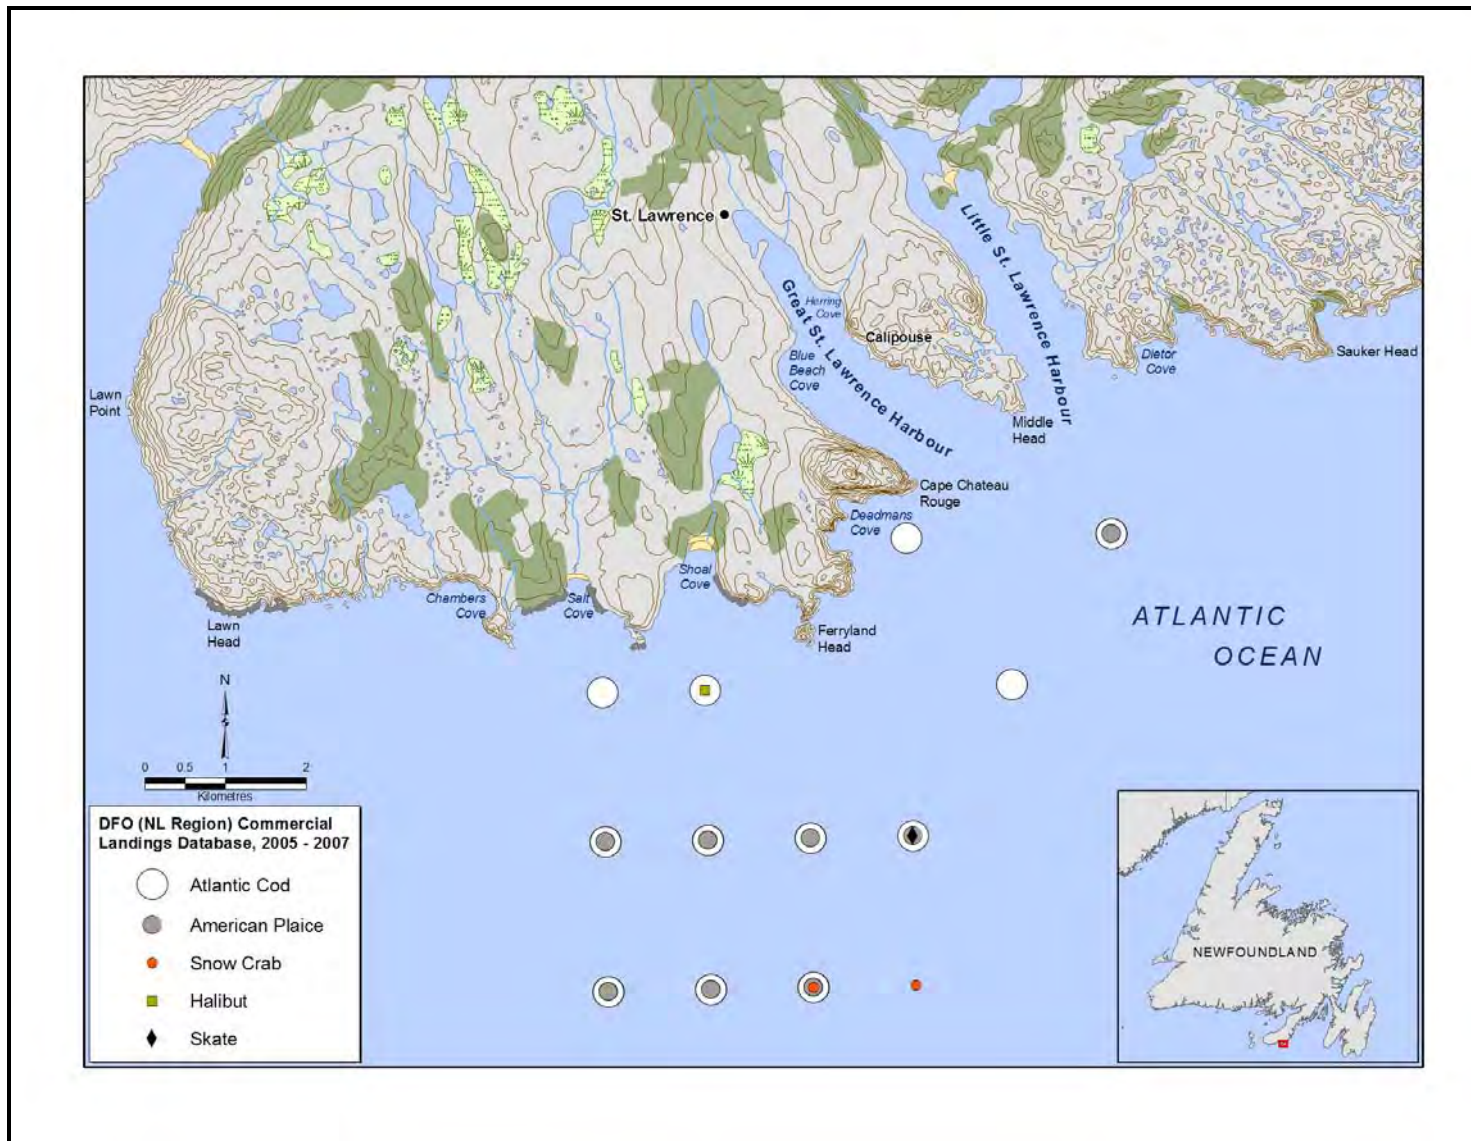 St. Lawrence
Little St. Lawrence Harbour
Great St. Lawrence Harbour
Herring
Cove
Calipouse
Blue
Beach
Cove
Dietor
Cove
Sauker Head
Lawn
Point
Middle
Head
Cape Chateau
Rouge
Deadmans
Cove
Shoal
Cove
Chambers
Cove
Salt
Cove
Lawn
Head
Ferryland
Head
ATLANTIC
OCEAN
N
0 0.5 1 2
Kilometres
DFO (NL Region) Commercial
Landings Database, 2005 - 2007
Atlantic Cod
American Plaice
Snow Crab
Halibut
Skate
NEWFOUNDLAND